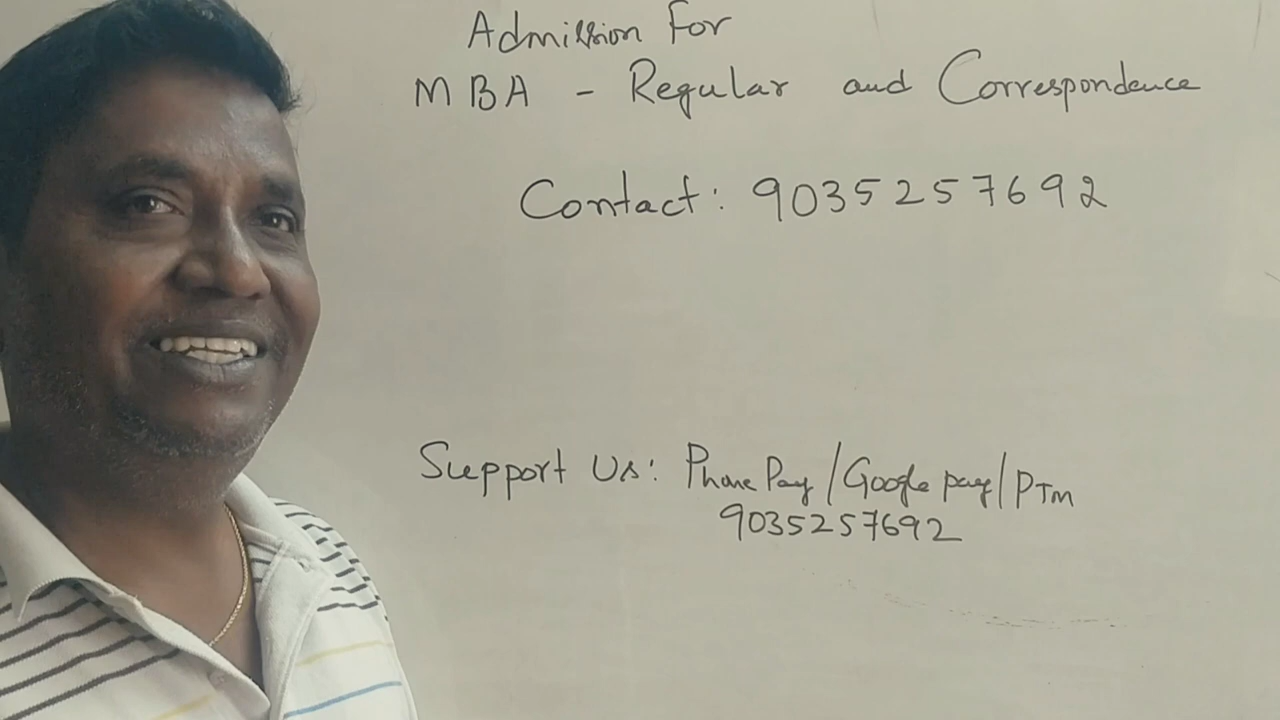 Admission For
MBA - Regular and Correspondence
Contact: 9035257692
Support Us: Phone Pay/Google pay/PTm
9035257692